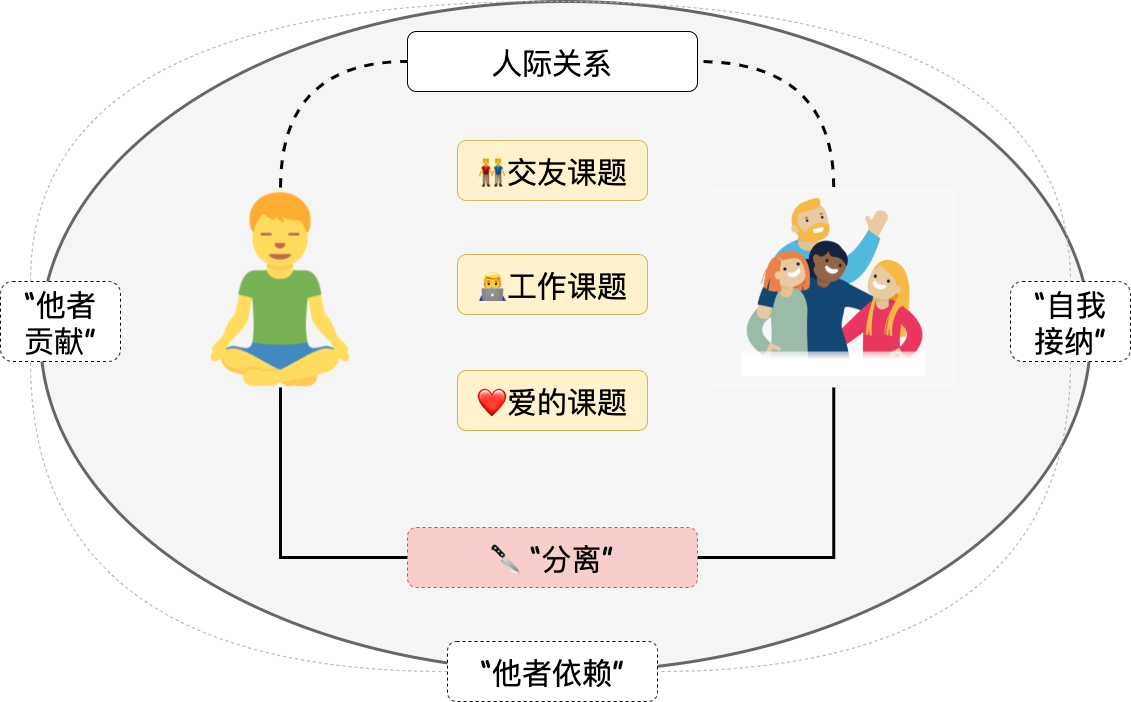 人际关系
交友课题
工作课题
“他者
贡献”
“自我
接纳”
爱的课题
“分离”
“他者依赖”